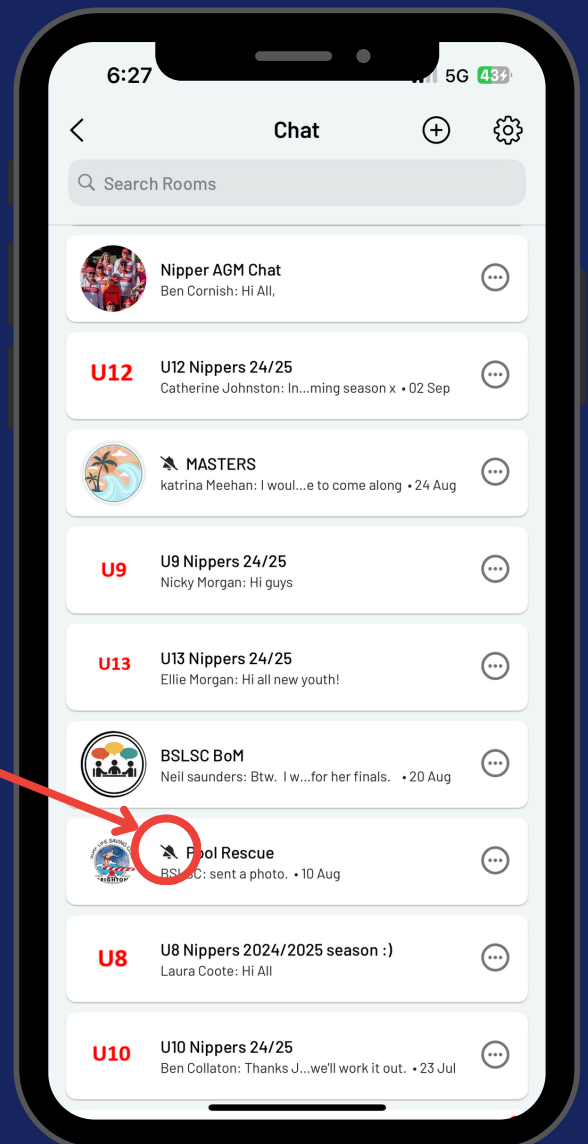 6:27
5G 43
Chat
Search Rooms
Nipper AGM Chat
Ben Cornish: Hi All,
U12
U12 Nippers 24/25
Catherine Johnston: In...ming season x • 02 Sep
MASTERS
katrina Meehan: I woul...e to come along • 24 Aug
U9
U9 Nippers 24/25
Nicky Morgan: Hi guys
U13
U13 Nippers 24/25
Ellie Morgan: Hi all new youth!
BSLSC BoM
Neil saunders: Btw. I w...for her finals. • 20 Aug
SURF LIFE SAVING
Pool Rescue
BSLSC: sent a photo. • 10 Aug
U8
U8 Nippers 2024/2025 season :)
Laura Coote: Hi All
U10
U10 Nippers 24/25
Ben Collaton: Thanks J...we'll work it out. • 23 Jul